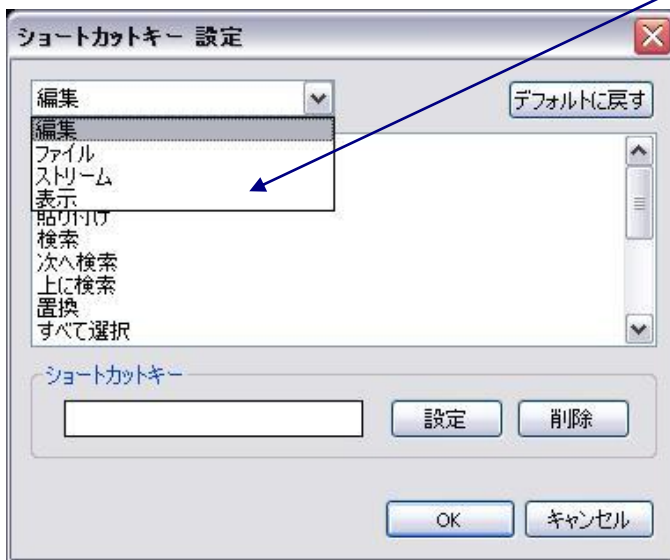 ショートカットキー 設定
編集
デフォルトに戻す
編集
ファイル
ストリーム
表示
貼り付け
検索
次へ検索
上に検索
置換
すべて選択
ショートカットキー
設定 削除
OK キャンセル